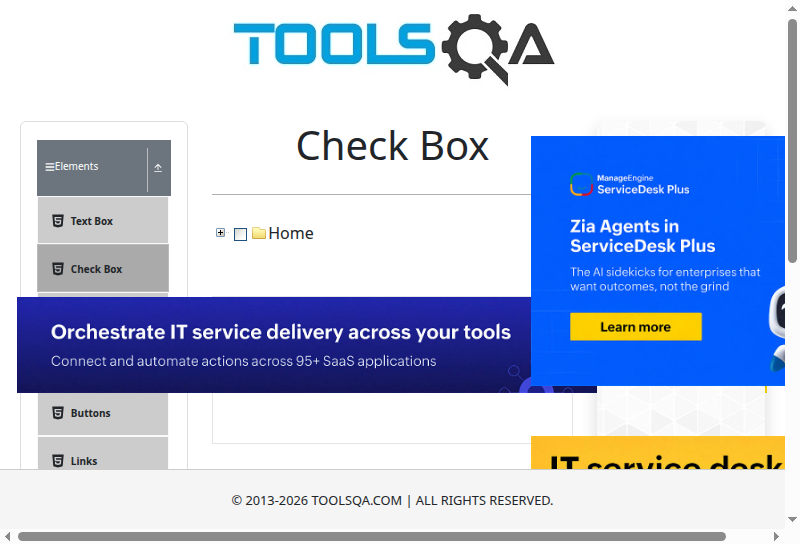 TOOLSQA
Check Box
Elements
Text Box
Check Box
Home
ManageEngine
ServiceDesk Plus
Zia Agents in
ServiceDesk Plus
The AI sidekicks for enterprises that
want outcomes, not the grind
Learn more
Orchestrate IT service delivery across your tools
Connect and automate actions across 95+ SaaS applications
Buttons
Links
IT service desk
© 2013-2026 TOOLSQA.COM | ALL RIGHTS RESERVED.